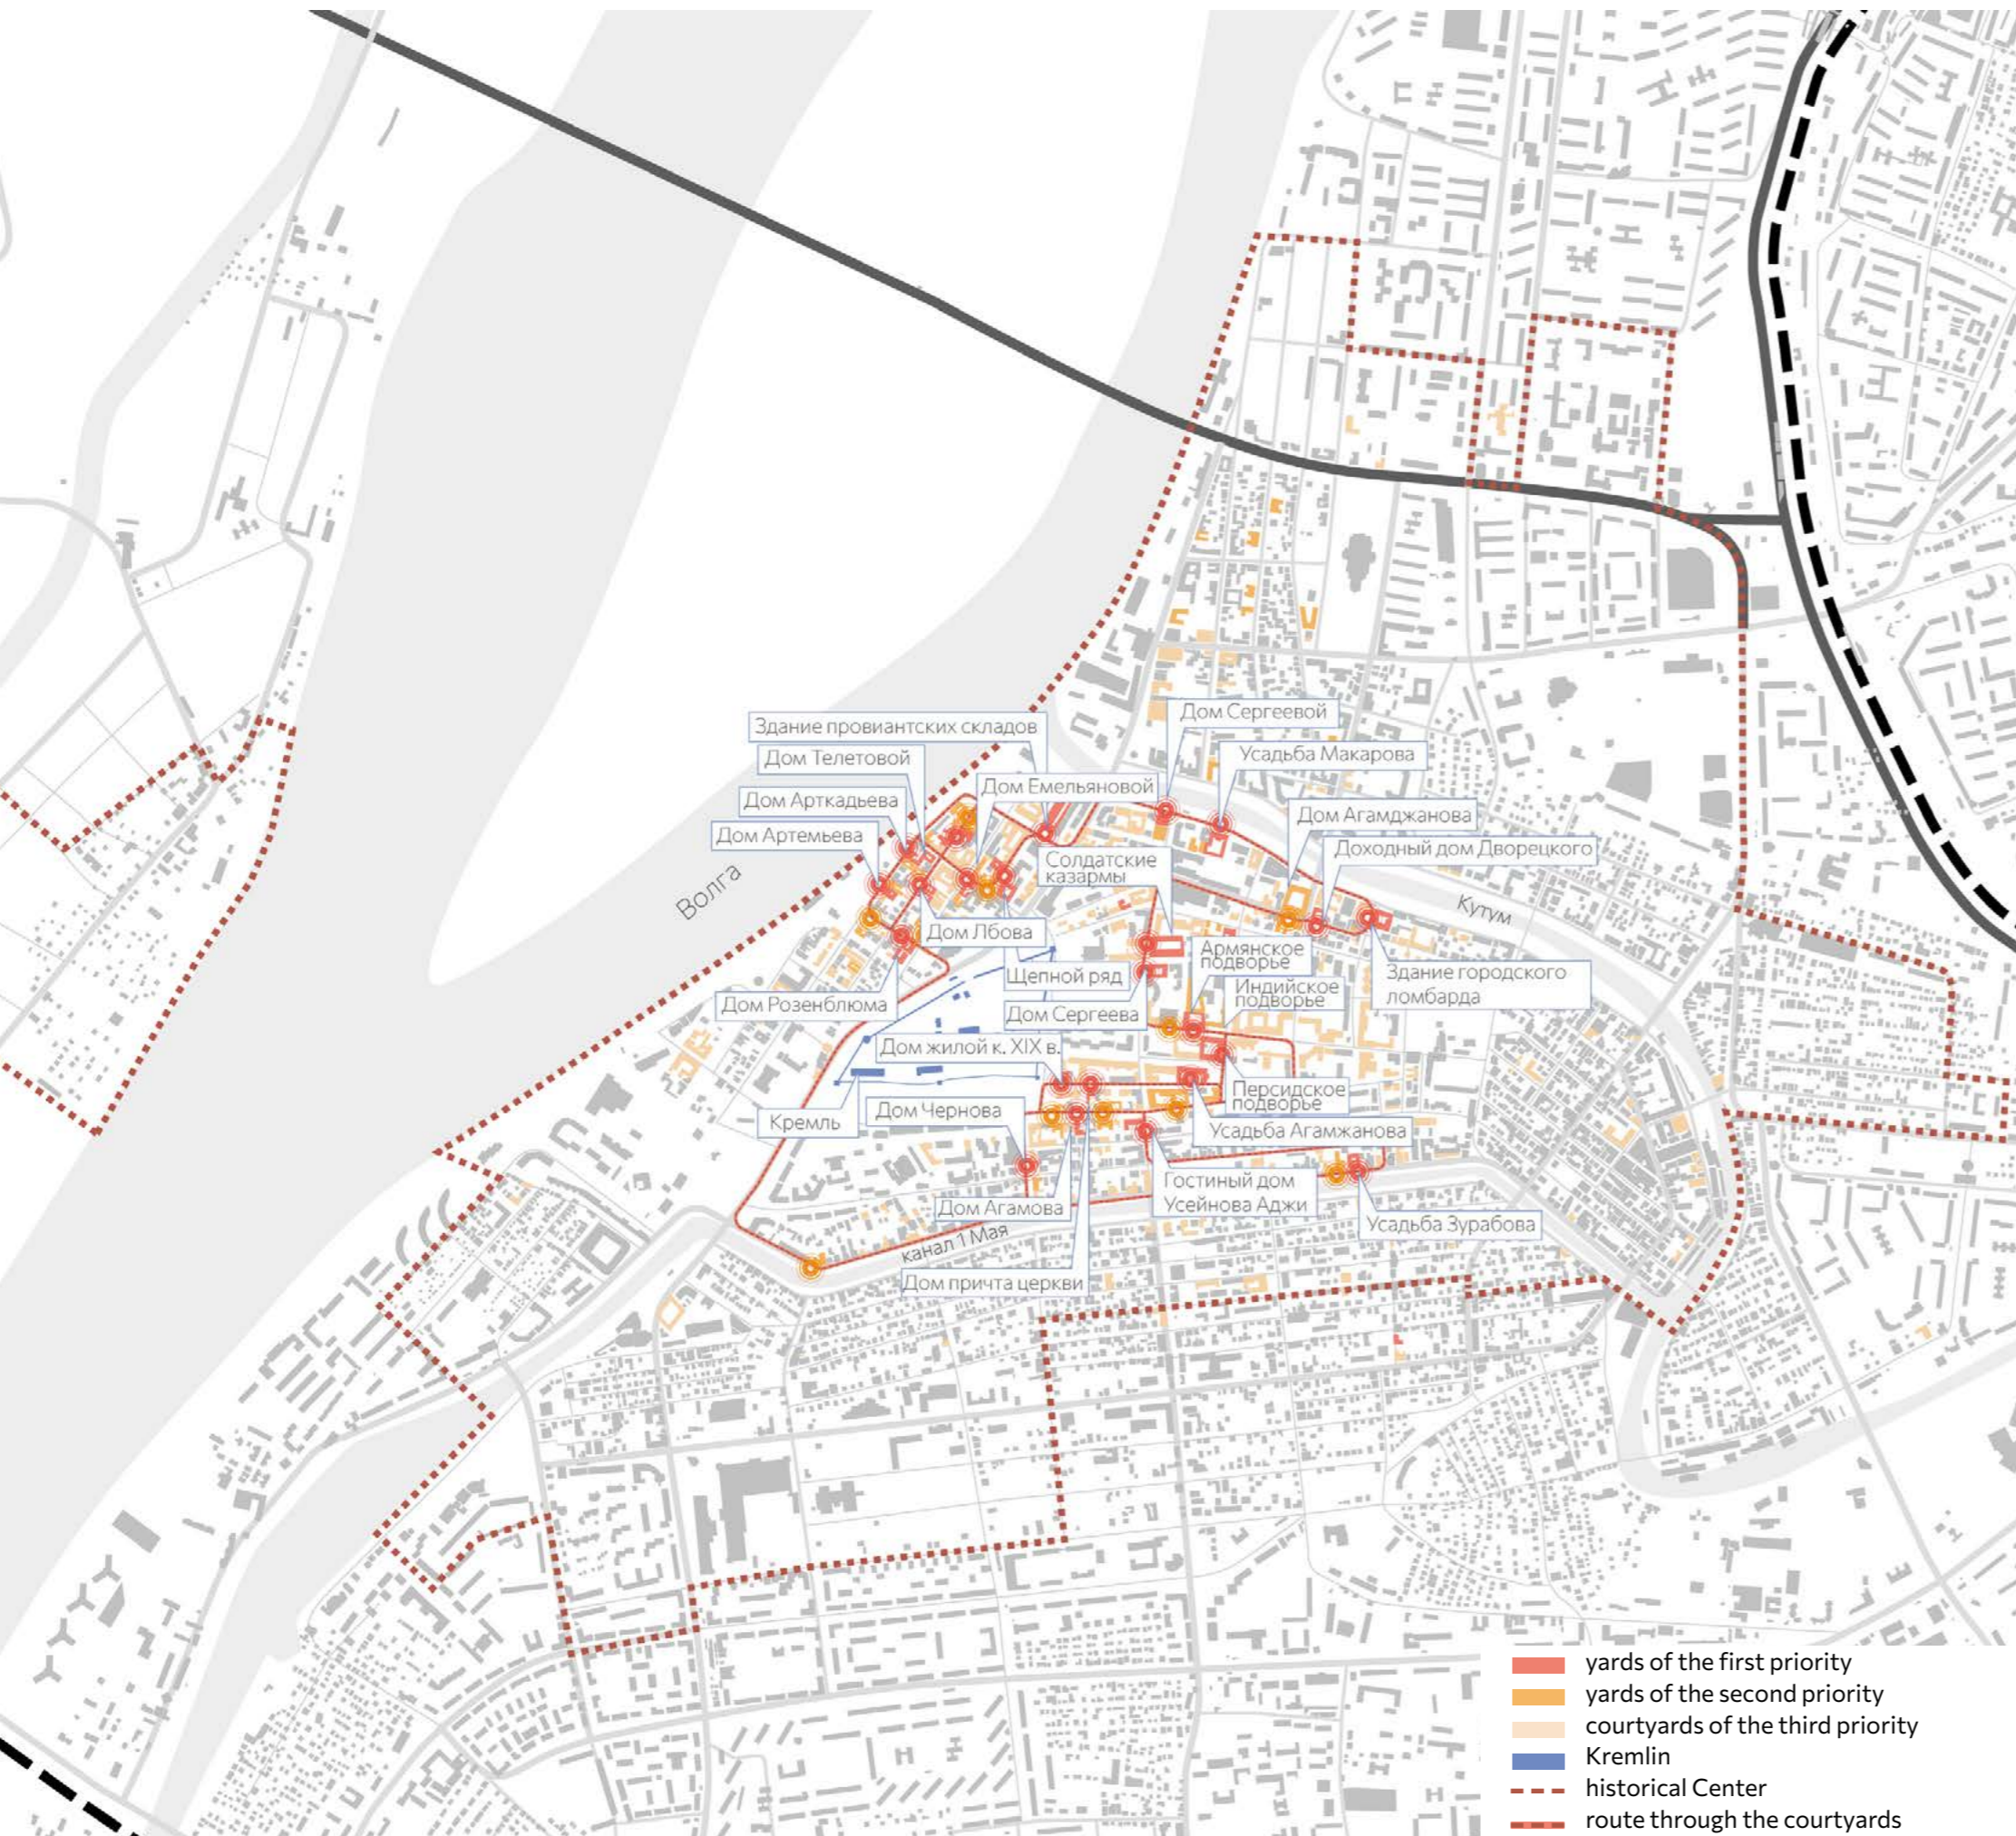 Здание провиантских складов
Дом Телетовой
Дом Арткадьева
Дом Артемьева
Дом Емельяновой
Дом Сергеевой
Усадьба Макарова
Дом Агамджанова
Доходный дом Дворецкого
Солдатские
казармы
Волга
Кутум
Дом Лбова
Щепной ряд
Армянское
подворье
Индийское
подворье
Здание городского
ломбарда
Дом Розенблюма
Дом Сергеева
Дом жилой к. XIX в.
Персидское
подворье
Кремль
Дом Чернова
Усадьба Агамжанова
Дом Агамова
Гостиный дом
Усейнова Аджи
Усадьба Зурабова
канал 1 Мая
Дом причта церкви
yards of the first priority
yards of the second priority
courtyards of the third priority
Kremlin
historical Center
route through the courtyards